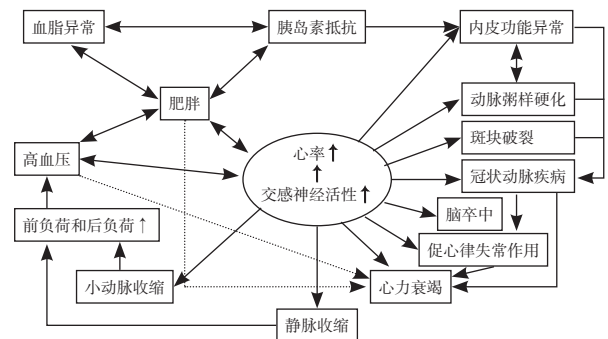 血脂异常
胰岛素抵抗
内皮功能异常
肥胖
动脉粥样硬化
心率↑
斑块破裂
高血压
↑
冠状动脉疾病
交感神经活性↑
脑卒中
前负荷和后负荷↑
促心律失常作用
小动脉收缩
心力衰竭
静脉收缩